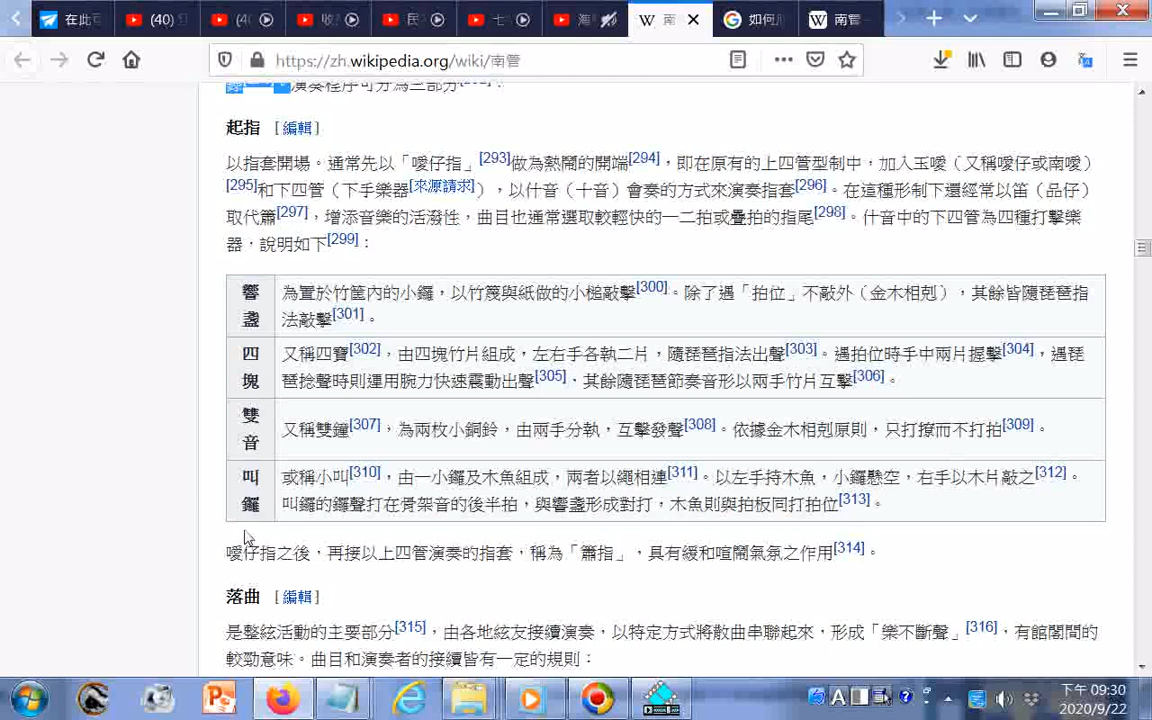 在此
(40)
(40
收
民
七
海
南
如何
南管
https://zh.wikipedia.org/wiki/南管
演奏程序可分為三部分
起指 [編輯]
以指套開場。通常先以「噯仔指」[293]做為熱鬧的開端[294]，即在原有的上四管型制中，加入玉噯（又稱噯仔或南噯）
[295]和下四管（下手樂器[來源請求]），以什音（十音）會奏的方式來演奏指套[296]。在這種形制下還經常以笛（品仔）
取代簫[297]，增添音樂的活潑性，曲目也通常選取較輕快的一二拍或疊拍的指尾[298]。什音中的下四管為四種打擊樂
器，說明如下[299]：
響盞
為置於竹筐內的小鑼，以竹篾與紙做的小槌敲擊[300]。除了遇「拍位」不敲外（金木相剋），其餘皆隨琵琶指
法敲擊[301]。
四塊
又稱四寶[302]，由四塊竹片組成，左右手各執二片，隨琵琶指法出聲[303]。遇拍位時手中兩片握擊[304]，遇琵
琶捻聲時則運用腕力快速震動出聲[305]，其餘隨琵琶節奏音形以兩手竹片互擊[306]。
雙音
又稱雙鐘[307]，為兩枚小銅鈴，由兩手分執，互擊發聲[308]。依據金木相剋原則，只打撩而不打拍[309]。
叫鑼
或稱小叫[310]，由一小鑼及木魚組成，兩者以繩相連[311]。以左手持木魚，小鑼懸空，右手以木片敲之[312]。
叫鑼的鑼聲打在骨架音的後半拍，與響盞形成對打，木魚則與拍板同打拍位[313]。
噯仔指之後，再接以上四管演奏的指套，稱為「簫指」，具有緩和喧鬧氣氛之作用[314]。
落曲 [編輯]
是整絃活動的主要部分[315]，由各地絃友接續演奏，以特定方式將散曲串聯起來，形成「樂不斷聲」[316]，有館閣間的
較勁意味。曲目和演奏者的接續皆有一定的規則：
下午 09:30
2020/9/22